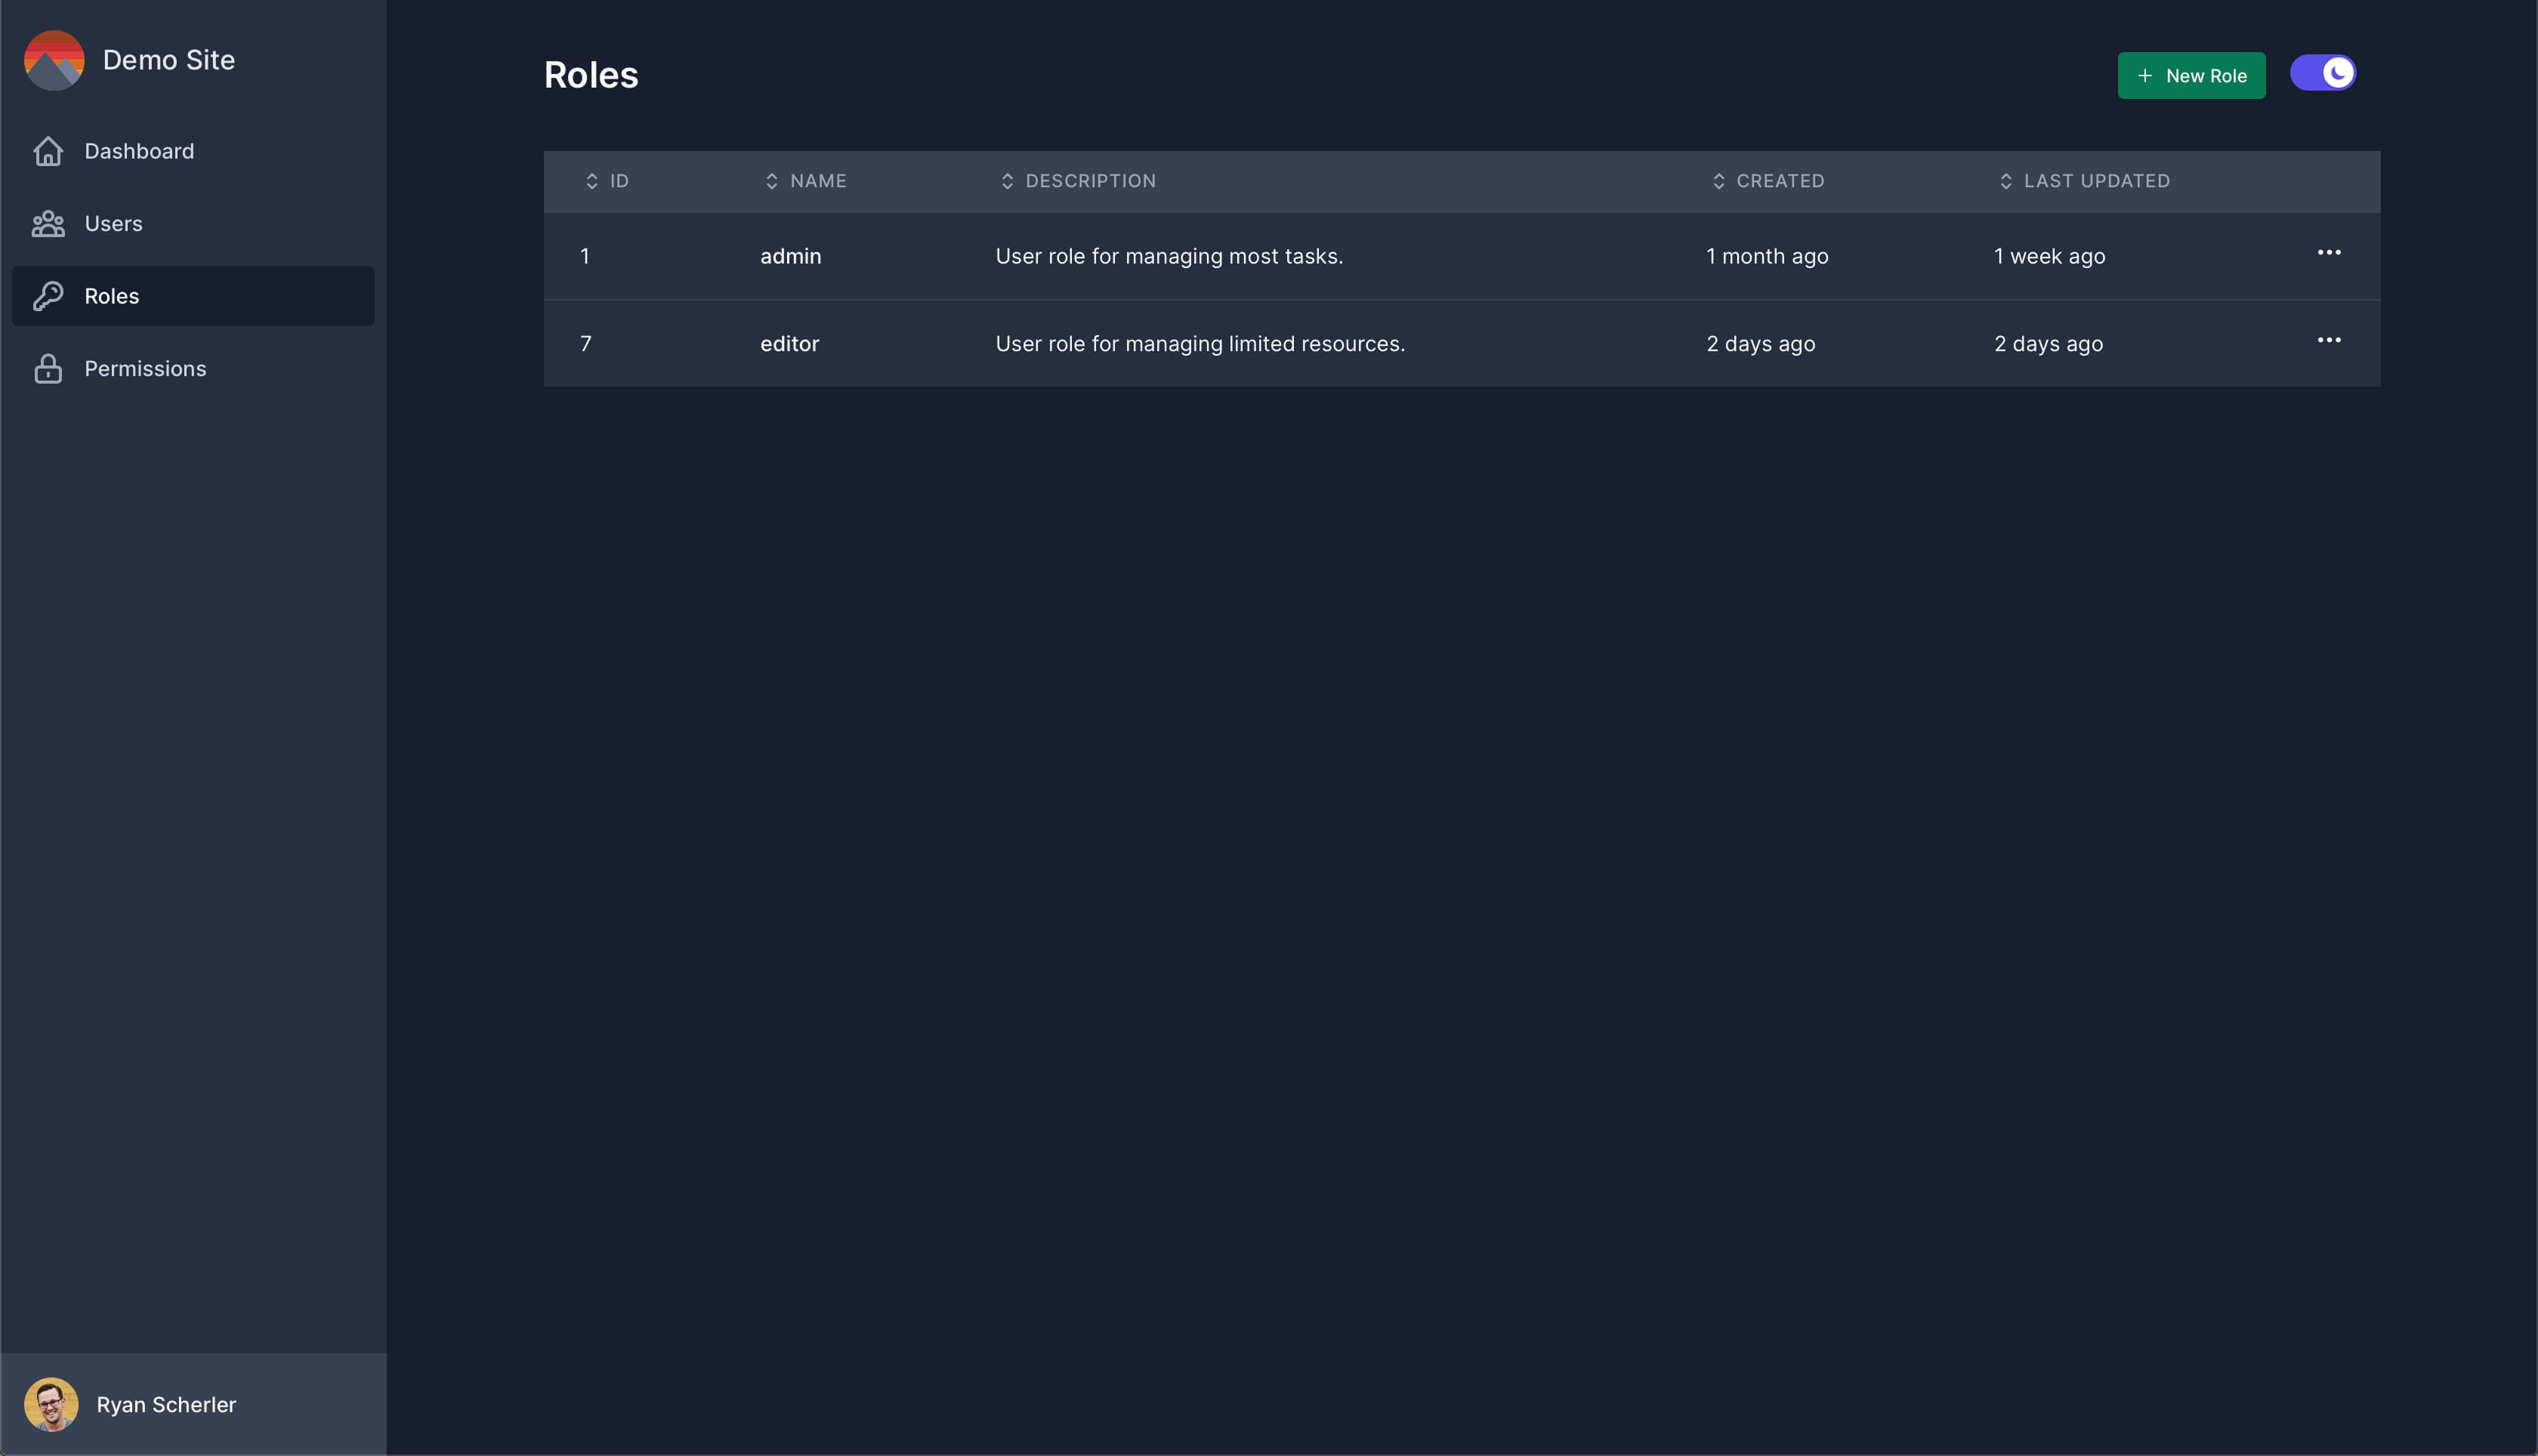 Demo Site
Dashboard
Users
Roles
Permissions
Ryan Scherler
Roles
New Role
ID NAME DESCRIPTION CREATED LAST UPDATED
1 admin User role for managing most tasks. 1 month ago 1 week ago
7 editor User role for managing limited resources. 2 days ago 2 days ago